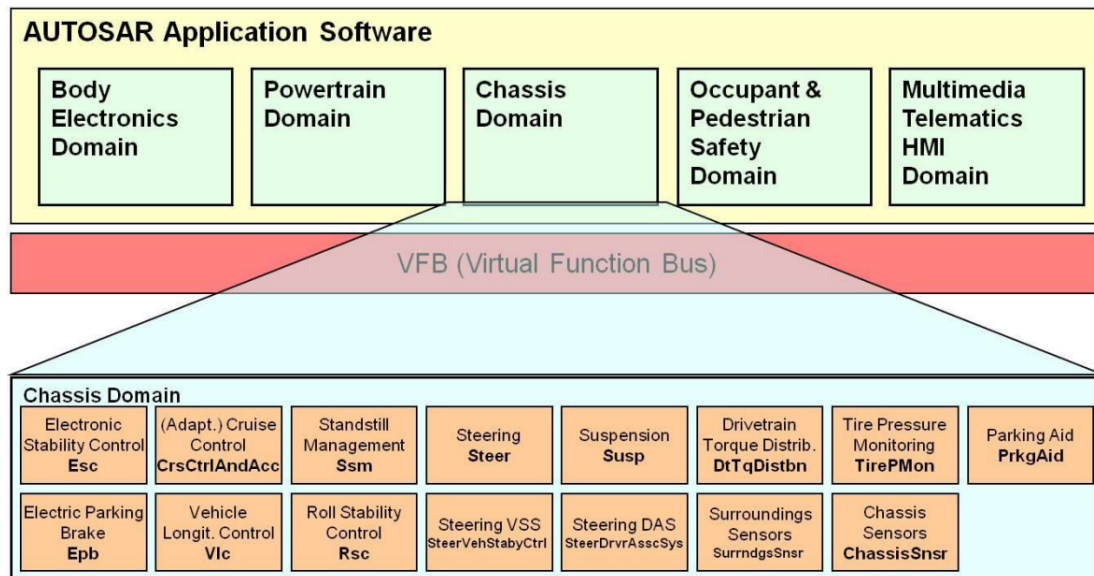 AUTOSAR Application Software
Body
Electronics
Domain
Powertrain
Domain
Chassis
Domain
Occupant &
Pedestrian
Safety
Domain
Multimedia
Telematics
HMI
Domain
VFB (Virtual Function Bus)
Chassis Domain
Electronic
Stability Control
Esc
(Adapt.) Cruise
Control
CrsCtrlAndAcc
Standstill
Management
Ssm
Steering
Steer
Suspension
Susp
Drivetrain
Torque Distrib.
DtTqDistbn
Tire Pressure
Monitoring
TirePMon
Parking Aid
PrkgAid
Electric Parking
Brake
Epb
Vehicle
Longit. Control
Vlc
Roll Stability
Control
Rsc
Steering VSS
SteerVehStabyCtrl
Steering DAS
SteerDrvrAsscSys
Surroundings
Sensors
SurrndgsSnsr
Chassis
Sensors
ChassisSnsr